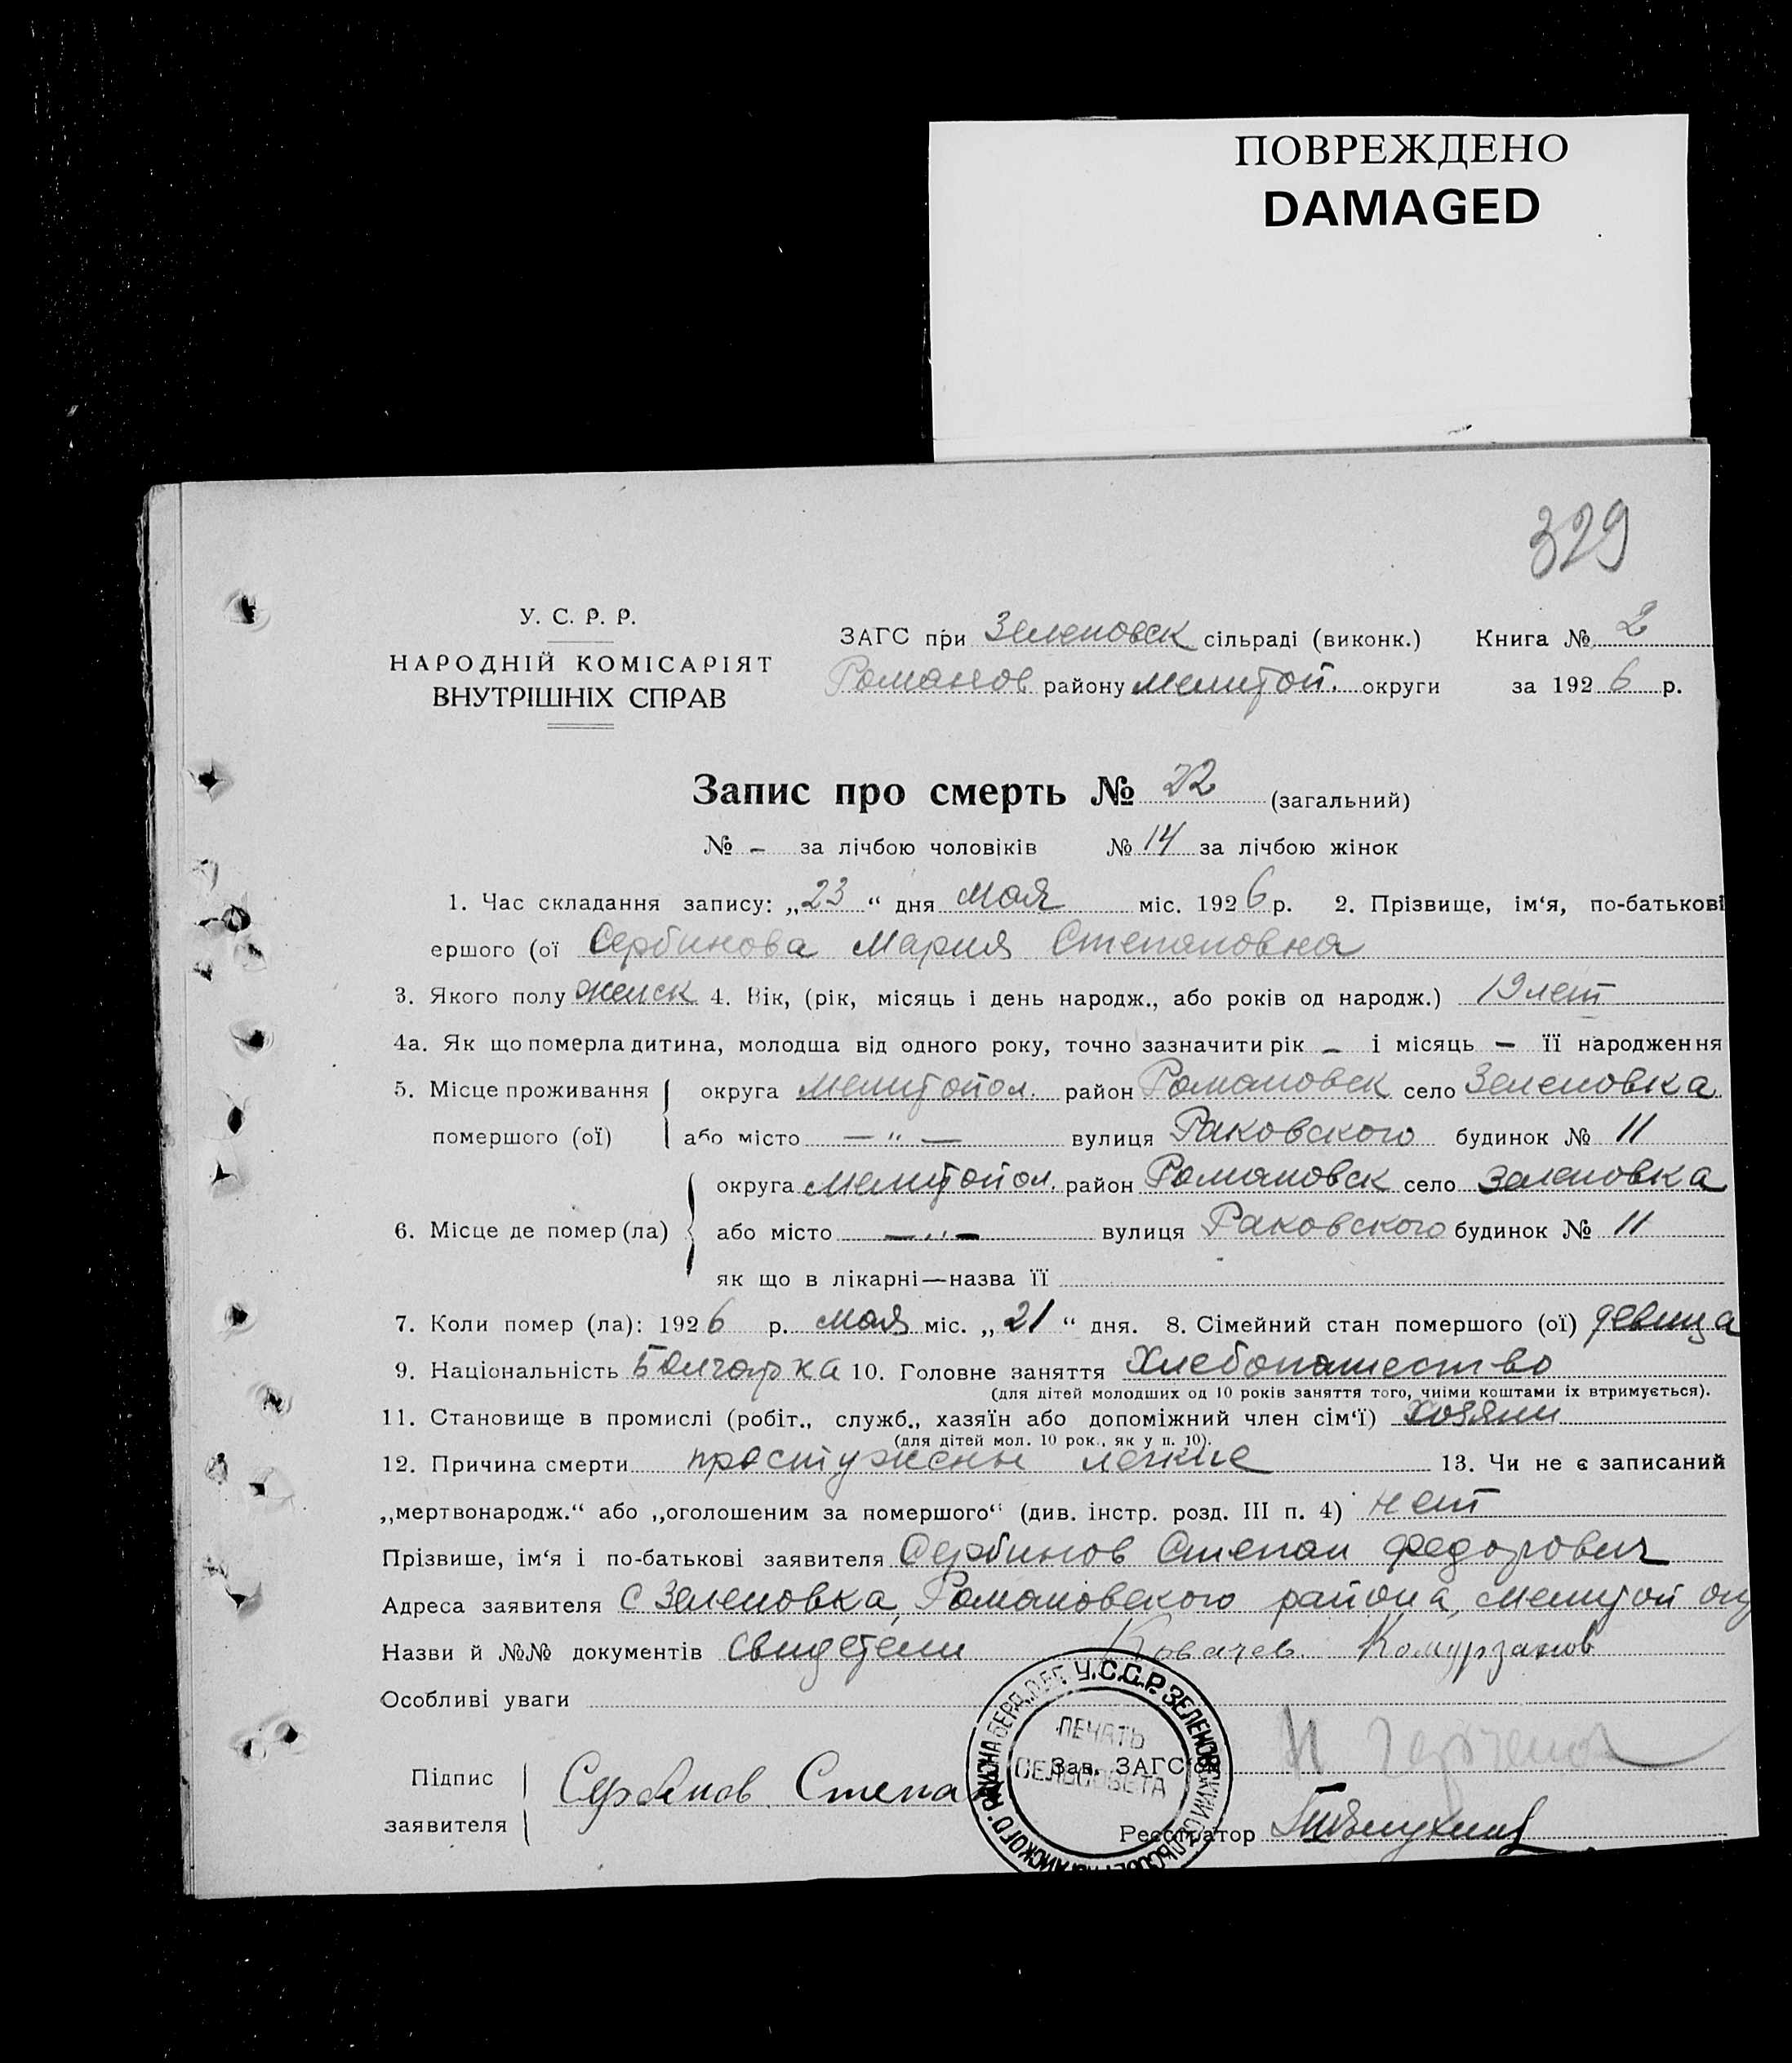 ПОВРЕЖДЕНО
DAMAGED
329
У. С. Р. Р.
НАРОДНІЙ КОМІСАРІЯТ
ВНУТРІШНІХ СПРАВ
ЗАГС при Зеленовск сільраді (виконк.) Книга № 2
Романов району Мелитоп. округи за 1926 р.
Запис про смерть № 22 (загальний)
№ - за лічбою чоловіків № 14 за лічбою жінок
1. Час складання запису: „23“ дня мая міс. 1926 р. 2. Прізвище, ім‘я, по-батькові
ершого (ої Сербинова Мария Степановна
3. Якого полу женск 4. Вік, (рік, місяць і день народж., або років од народж.) 19 лет
4а. Як що померла дитина, молодша від одного року, точно зазначити рік – і місяць – її народження
5. Місце проживання округа Мелитопол. район Романовск село Зеленовка
помершого (ої) або місто — " — вулиця Раковского будинок № 11
округа Мелитопол. район Романовск село Зеленовка
6. Місце де помер (ла) або місто — " — вулиця Раковского будинок № 11
як що в лікарні—назва її
7. Коли помер (ла): 1926 р. мая міс. „21“ дня. 8. Сімейний стан помершого (ої) девица
9. Національність Болгарка 10. Головне заняття Хлебопашество
(для дітей молодших од 10 років заняття того, чиїми коштами їх втримується).
11. Становище в промислі (робіт., служб., хазяїн або допоміжний член сім‘ї) Хозяин
(для дітей мол. 10 рок., як у п. 10).
12. Причина смерти простужены легкие 13. Чи не є записаний
„мертвонародж.“ або „оголошеним за помершого“ (див. інстр. розд. III п. 4) нет
Прізвище, ім‘я і по-батькові заявителя Сербинов Степан Федорович
Адреса заявителя с Зеленовка, Романовского района, Мелитоп ок
Назви й №№ документів свидетели Ковачев Комурзанов
Особливі уваги
У.С.С.Р. ЗЕЛЕНОВСКИЙ
ПЕЧАТЬ
СЕЛЬСОВЕТА
Зав. ЗАГС‘ом
Підпис
заявителя
Сербинов Степан
Реєстратор